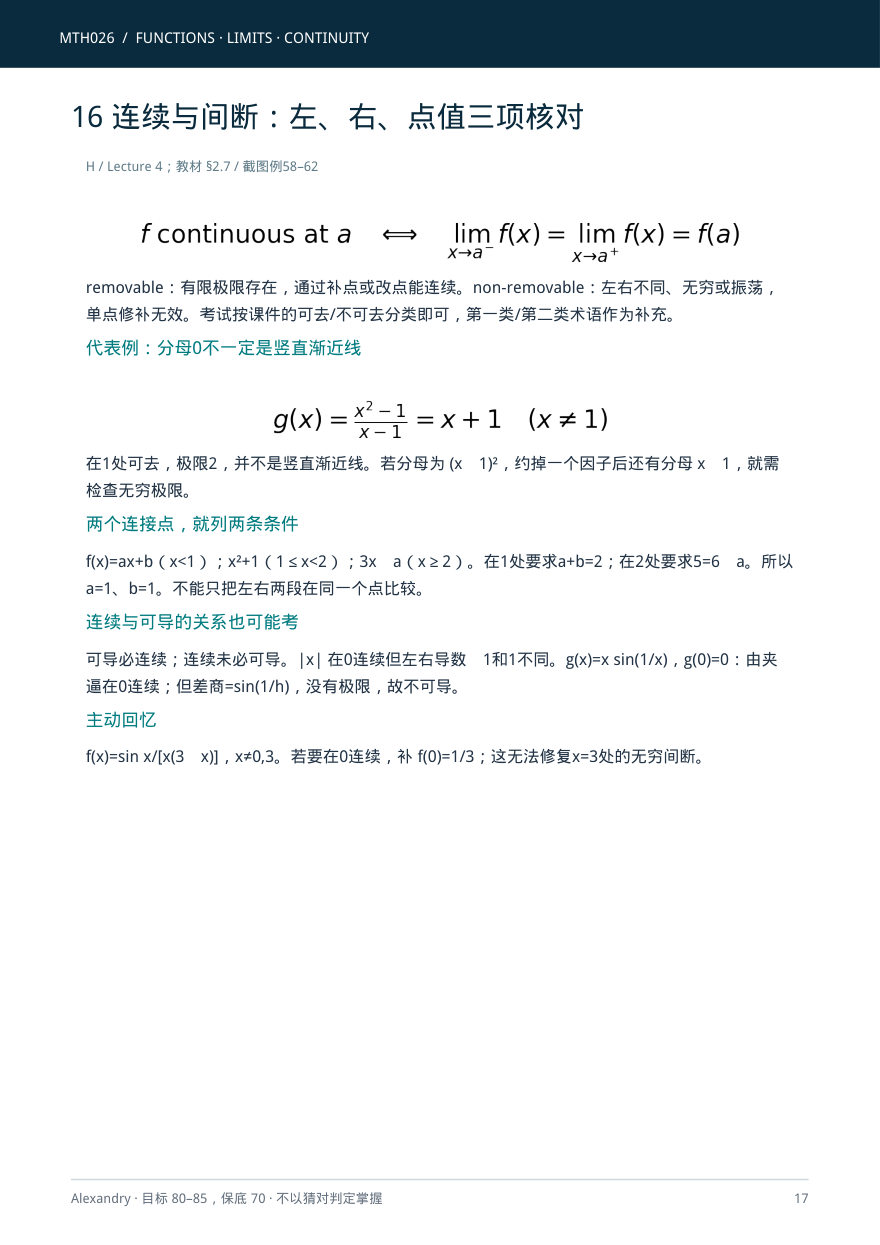 MTH026 / FUNCTIONS · LIMITS · CONTINUITY
16 连续与间断：左、右、点值三项核对
H / Lecture 4；教材 §2.7 / 截图例58–62
f continuous at a ⟺ lim x→a⁻ f(x) = lim x→a⁺ f(x) = f(a)
removable：有限极限存在，通过补点或改点能连续。non-removable：左右不同、无穷或振荡，
单点修补无效。考试按课件的可去/不可去分类即可，第一类/第二类术语作为补充。
代表例：分母0不一定是竖直渐近线
g(x) = (x² − 1)/(x − 1) = x + 1 (x ≠ 1)
在1处可去，极限2，并不是竖直渐近线。若分母为 (x 1)²，约掉一个因子后还有分母 x 1，就需
检查无穷极限。
两个连接点，就列两条条件
f(x)=ax+b（x<1）；x²+1（1 ≤ x<2）；3x a（x ≥ 2）。在1处要求a+b=2；在2处要求5=6 a。所以
a=1、b=1。不能只把左右两段在同一个点比较。
连续与可导的关系也可能考
可导必连续；连续未必可导。|x| 在0连续但左右导数 1和1不同。g(x)=x sin(1/x)，g(0)=0：由夹
逼在0连续；但差商=sin(1/h)，没有极限，故不可导。
主动回忆
f(x)=sin x/[x(3 x)]，x≠0,3。若要在0连续，补 f(0)=1/3；这无法修复x=3处的无穷间断。
Alexandry · 目标 80–85，保底 70 · 不以猜对判定掌握
17